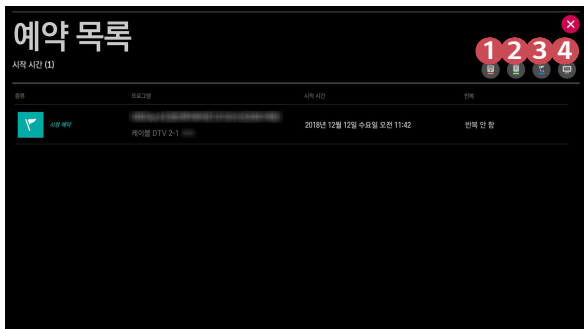 예약 목록
시작 시간 (1)
1 2 3 4
종류 프로그램 시작 시간 반복
시청 예약 2018년 12월 12일 수요일 오전 11:42 반복 안 함
케이블 DTV 2-1